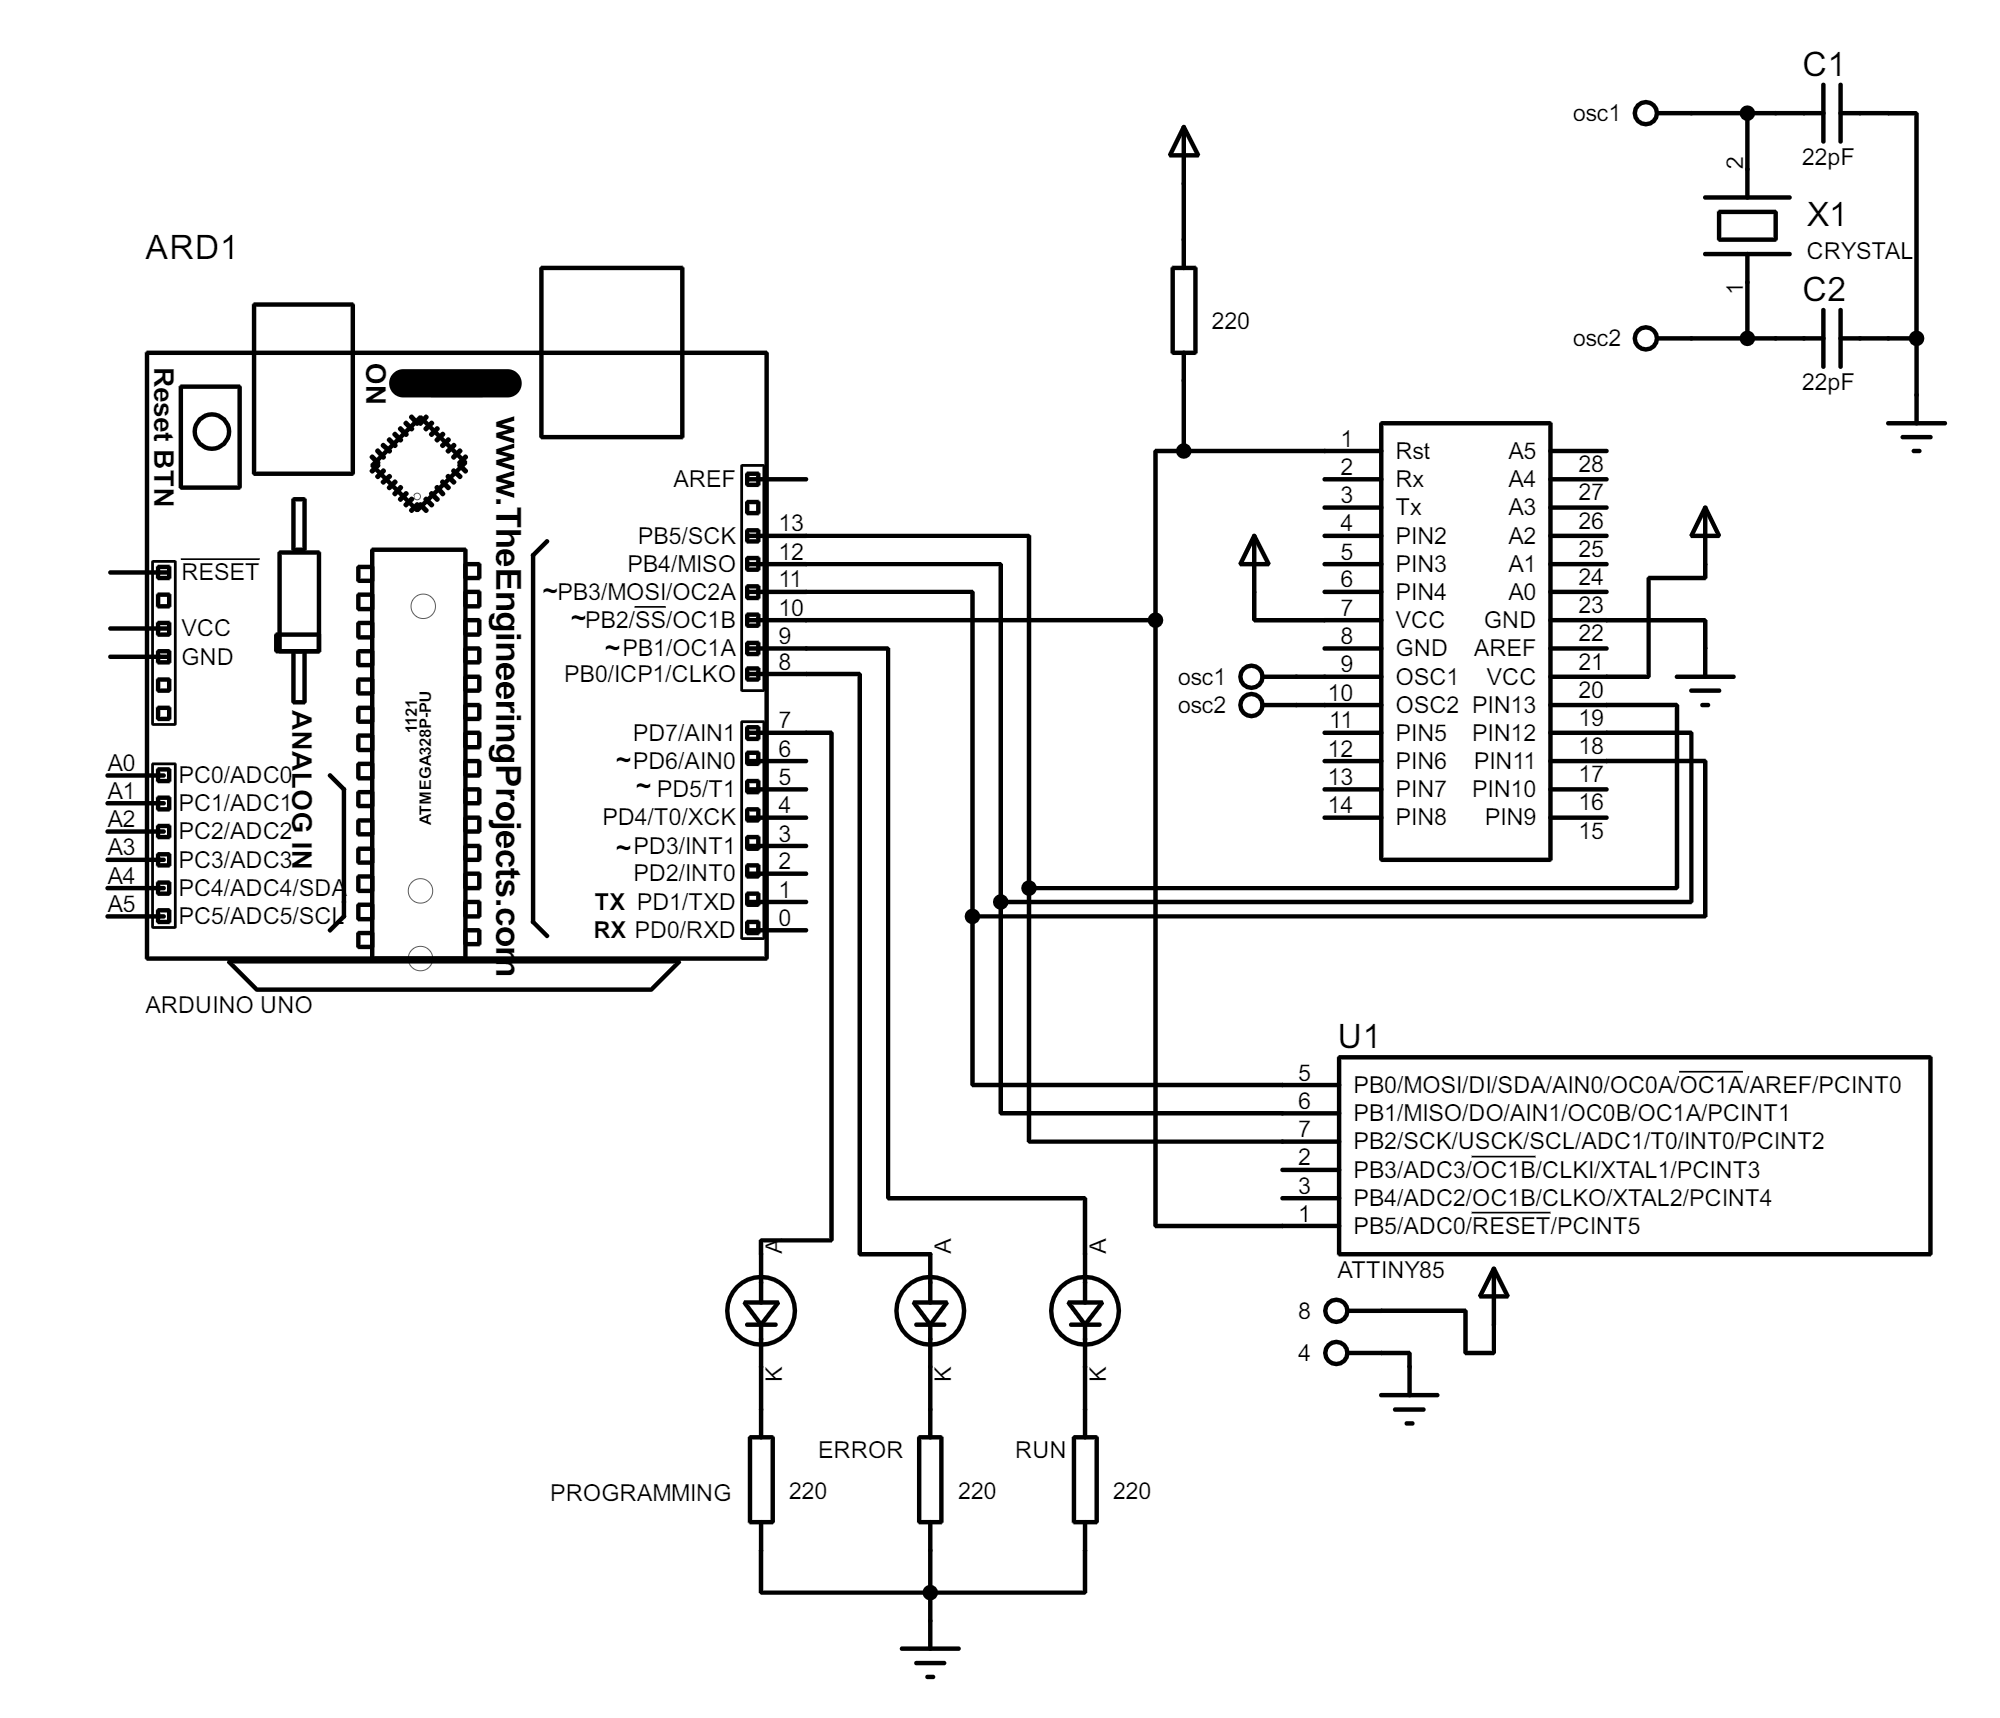 C1
osc1
22pF
2
X1
CRYSTAL
1
C2
osc2
22pF
220
ARD1
Reset BTN
ON
www.TheEngineeringProjects.com
ANALOG IN
1121
ATMEGA328P-PU
RESET
VCC
GND
A0 PC0/ADC0
A1 PC1/ADC1
A2 PC2/ADC2
A3 PC3/ADC3
A4 PC4/ADC4/SDA
A5 PC5/ADC5/SCL
AREF
PB5/SCK 13
PB4/MISO 12
~PB3/MOSI/OC2A 11
~PB2/SS/OC1B 10
~PB1/OC1A 9
PB0/ICP1/CLKO 8
PD7/AIN1 7
~PD6/AIN0 6
~PD5/T1 5
PD4/T0/XCK 4
~PD3/INT1 3
PD2/INT0 2
TX PD1/TXD 1
RX PD0/RXD 0
ARDUINO UNO
1 Rst A5 28
2 Rx A4 27
3 Tx A3 26
4 PIN2 A2 25
5 PIN3 A1 24
6 PIN4 A0 23
7 VCC GND 22
8 GND AREF 21
osc1 9 OSC1 VCC 20
osc2 10 OSC2 PIN13 19
11 PIN5 PIN12 18
12 PIN6 PIN11 17
13 PIN7 PIN10 16
14 PIN8 PIN9 15
U1
5 PB0/MOSI/DI/SDA/AIN0/OC0A/OC1A/AREF/PCINT0
6 PB1/MISO/DO/AIN1/OC0B/OC1A/PCINT1
7 PB2/SCK/USCK/SCL/ADC1/T0/INT0/PCINT2
2 PB3/ADC3/OC1B/CLKI/XTAL1/PCINT3
3 PB4/ADC2/OC1B/CLKO/XTAL2/PCINT4
1 PB5/ADC0/RESET/PCINT5
ATTINY85
8
4
A A A
K K K
PROGRAMMING 220
ERROR 220
RUN 220